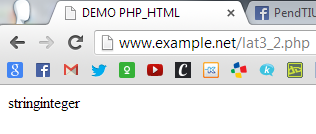 DEMO PHP_HTML
PendTIU
www.example.net/lat3_2.php
stringinteger